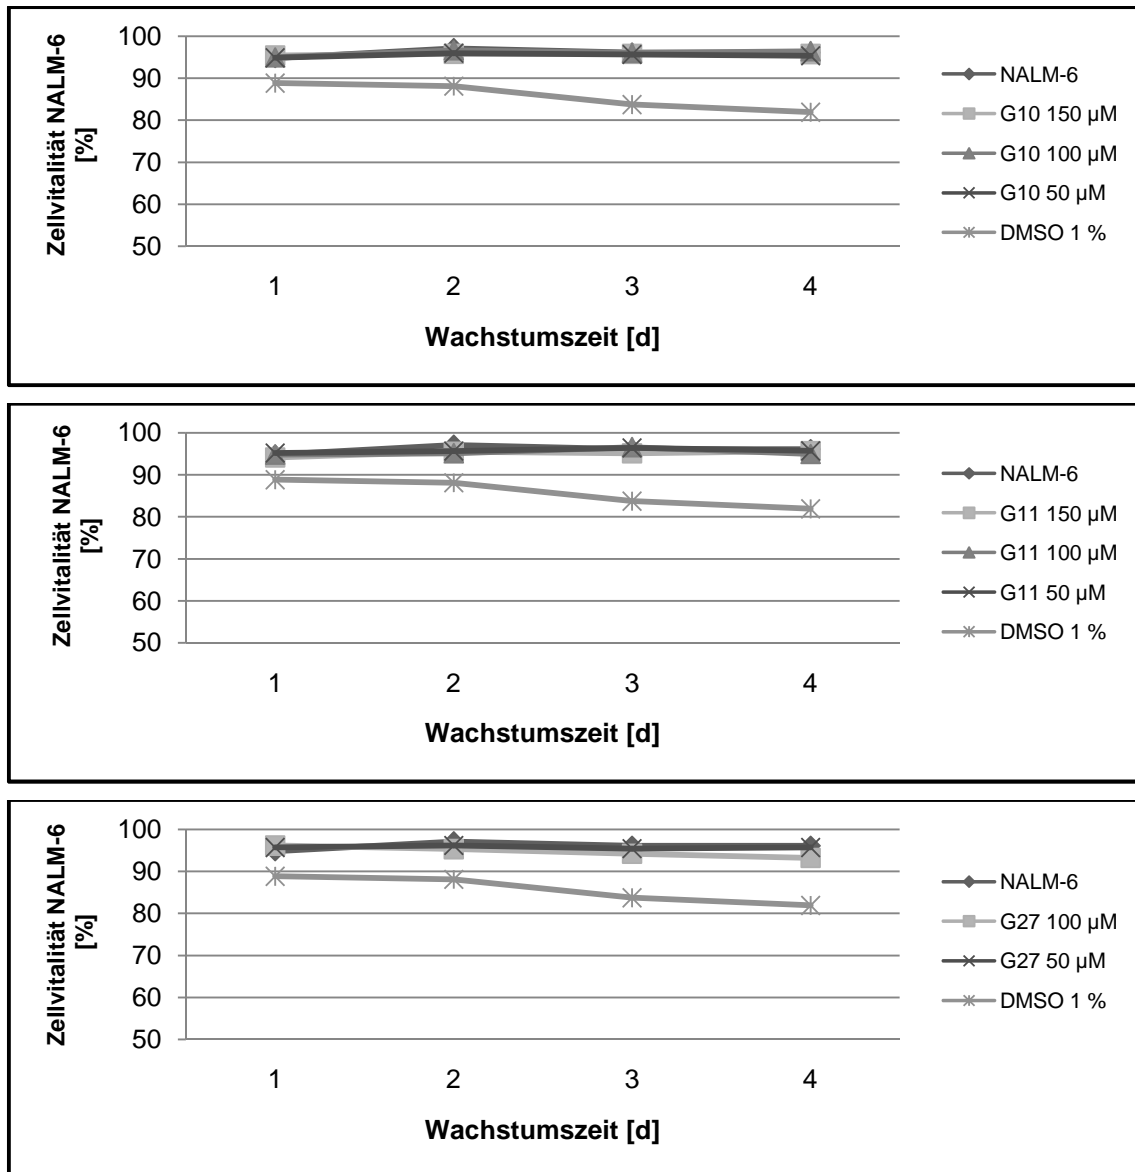 Zellvitalität NALM-6
[%]
100
90
80
70
60
50
1 2 3 4
Wachstumszeit [d]
NALM-6
G10 150 µM
G10 100 µM
G10 50 µM
DMSO 1 %
Zellvitalität NALM-6
[%]
100
90
80
70
60
50
1 2 3 4
Wachstumszeit [d]
NALM-6
G11 150 µM
G11 100 µM
G11 50 µM
DMSO 1 %
Zellvitalität NALM-6
[%]
100
90
80
70
60
50
1 2 3 4
Wachstumszeit [d]
NALM-6
G27 100 µM
G27 50 µM
DMSO 1 %